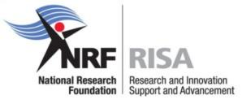 NRF RISA
National Research Foundation
Research and Innovation Support and Advancement